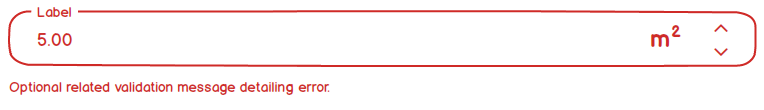 Label
5.00 m²
Optional related validation message detailing error.